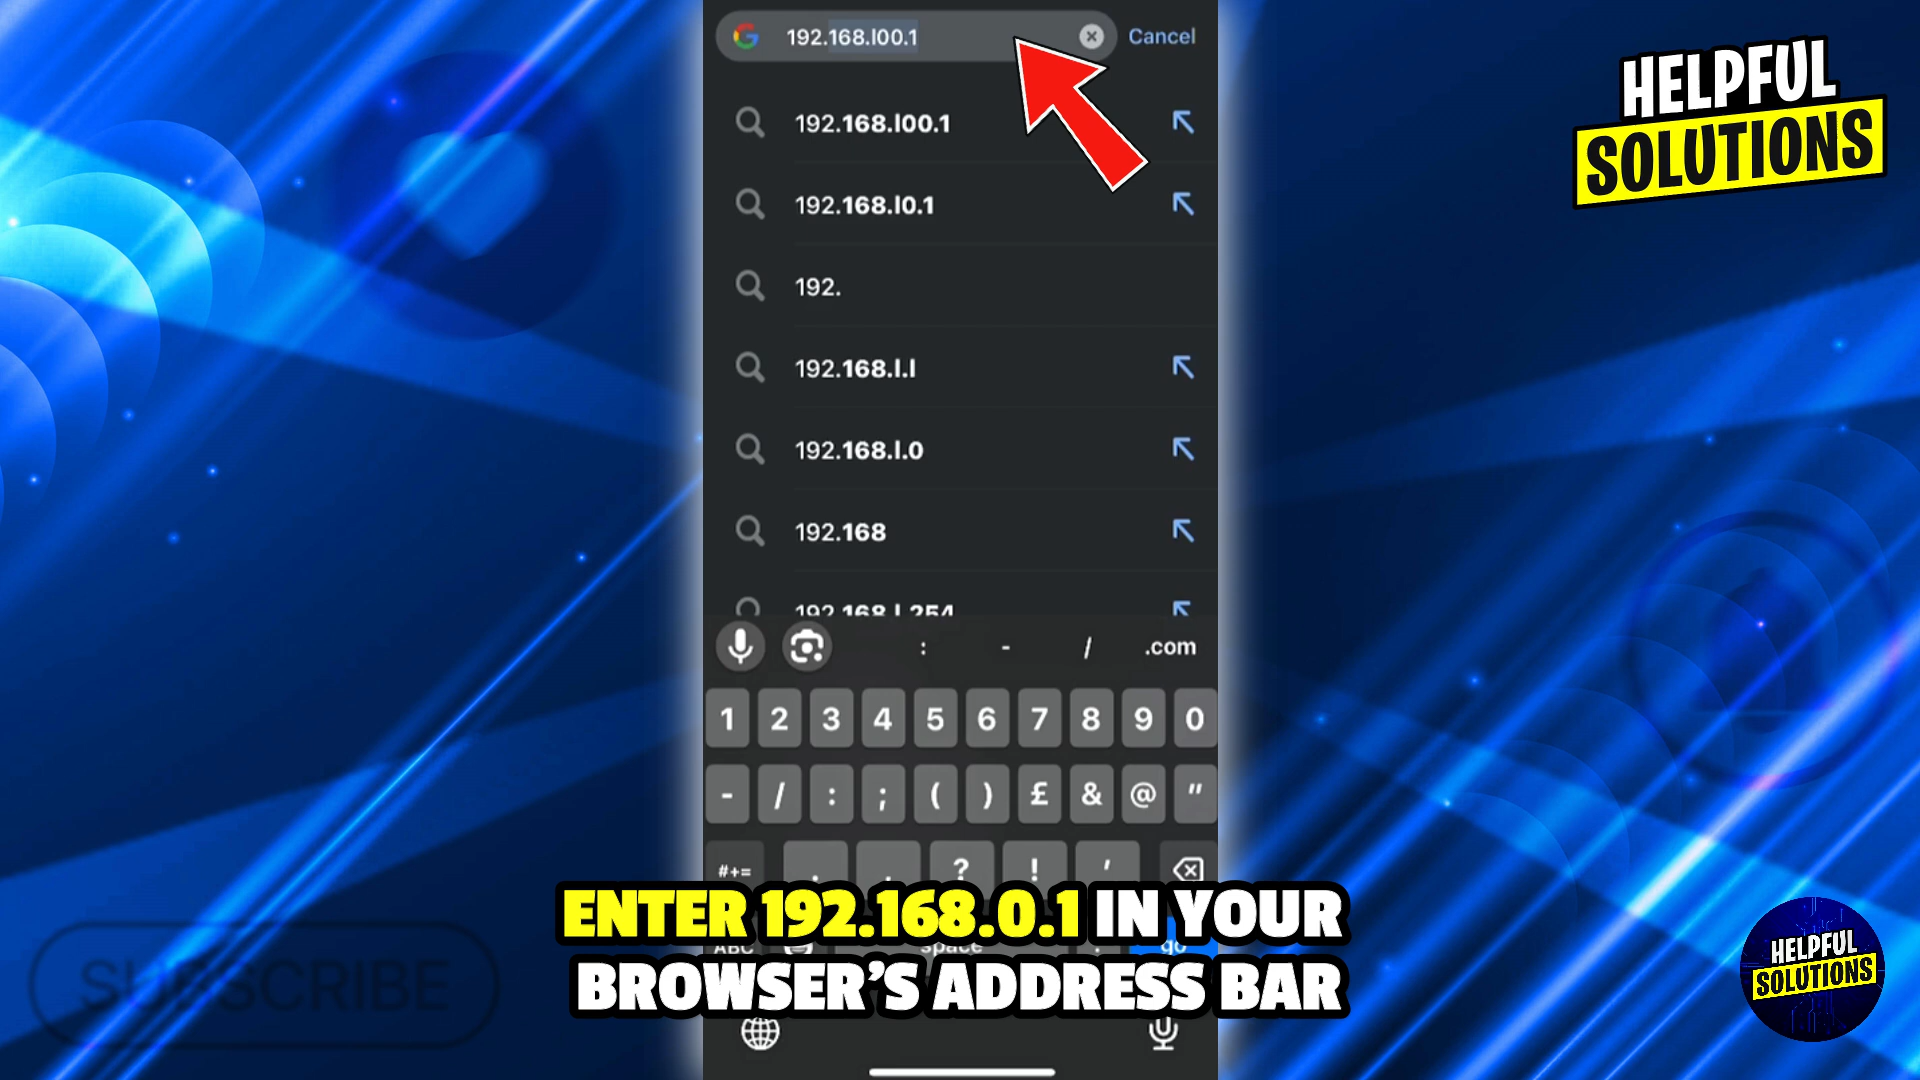 192.168.l00.1
Cancel
HELPFUL
SOLUTIONS
192.168.l00.1
192.168.l0.1
192.
192.168.l.l
192.168.l.0
192.168
192.168.l.254
: - / .com
1 2 3 4 5 6 7 8 9 0
- / : ; ( ) £ & @ "
#+= . , ? ! '
ABC space . go
ENTER 192.168.0.1 IN YOUR
BROWSER'S ADDRESS BAR
SUBSCRIBE
HELPFUL
SOLUTIONS